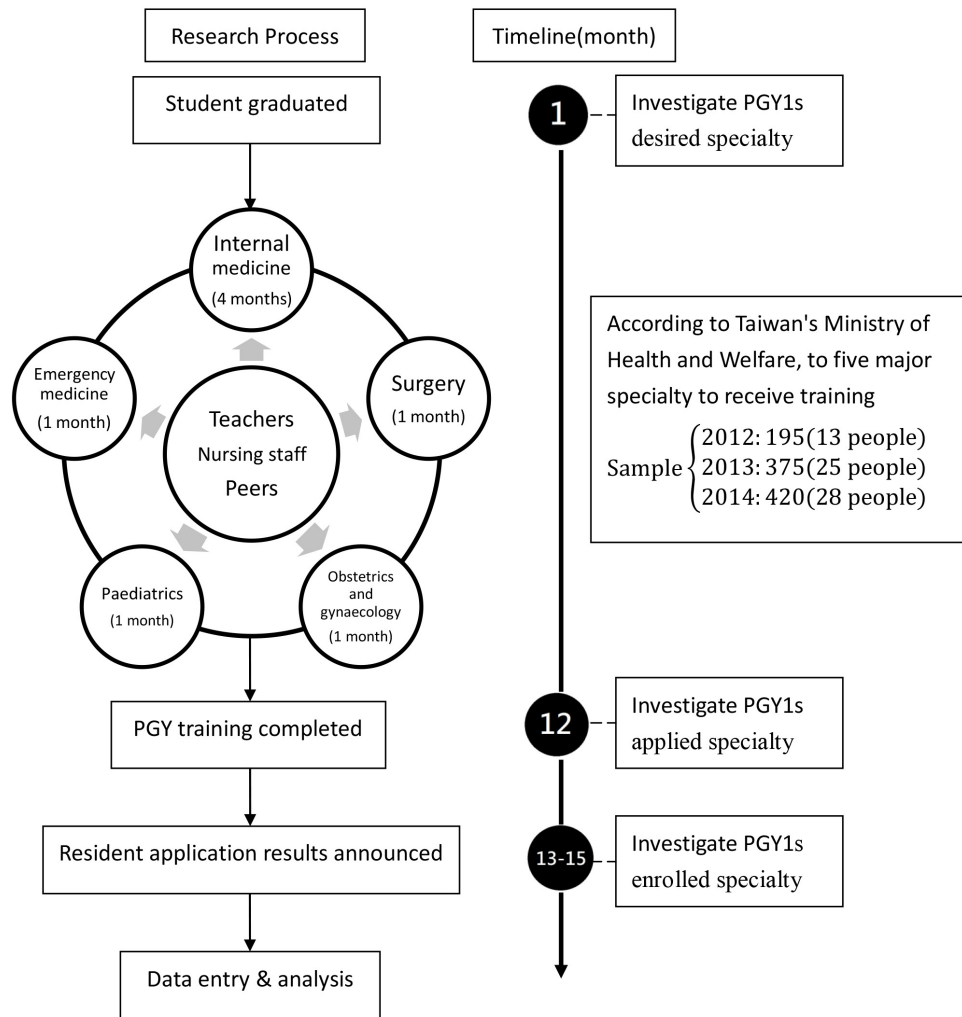 Research Process
Timeline(month)
Student graduated
1
Investigate PGY1s
desired specialty
Internal
medicine
(4 months)
Emergency
medicine
(1 month)
Surgery
(1 month)
Teachers
Nursing staff
Peers
Paediatrics
(1 month)
Obstetrics
and
gynaecology
(1 month)
According to Taiwan's Ministry of
Health and Welfare, to five major
specialty to receive training
Sample
2012: 195(13 people)
2013: 375(25 people)
2014: 420(28 people)
PGY training completed
12
Investigate PGY1s
applied specialty
Resident application results announced
13-15
Investigate PGY1s
enrolled specialty
Data entry & analysis